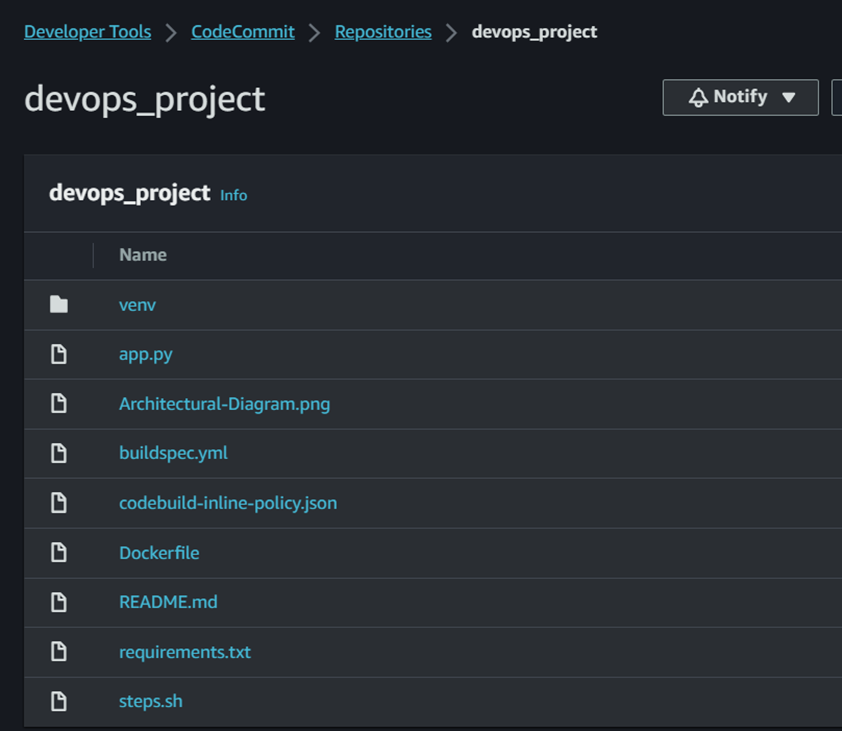 Developer Tools > CodeCommit > Repositories > devops_project
devops_project
Notify
devops_project Info
Name
venv
app.py
Architectural-Diagram.png
buildspec.yml
codebuild-inline-policy.json
Dockerfile
README.md
requirements.txt
steps.sh